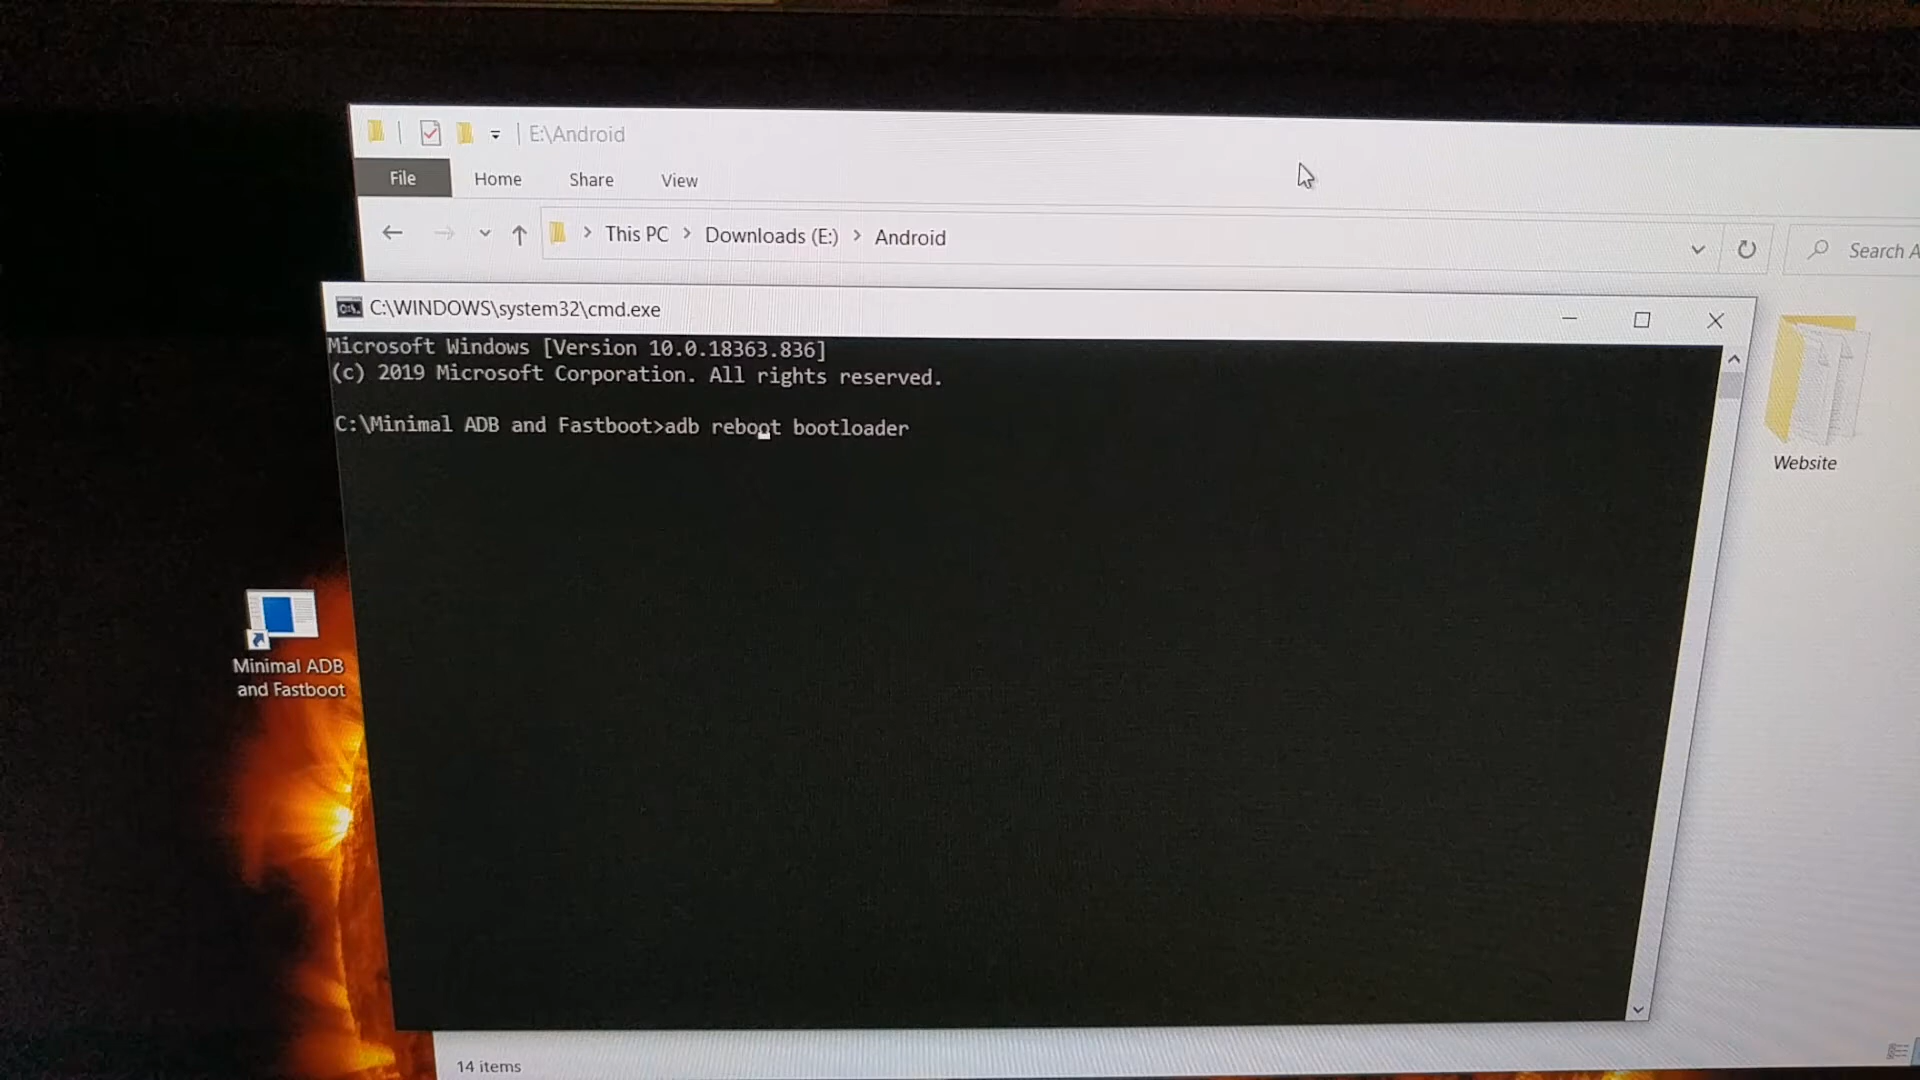 E:\Android
File Home Share View
This PC > Downloads (E:) > Android
Search A
C:\WINDOWS\system32\cmd.exe
Microsoft Windows [Version 10.0.18363.836]
(c) 2019 Microsoft Corporation. All rights reserved.
C:\Minimal ADB and Fastboot>adb reboot bootloader
Website
Minimal ADB
and Fastboot
14 items